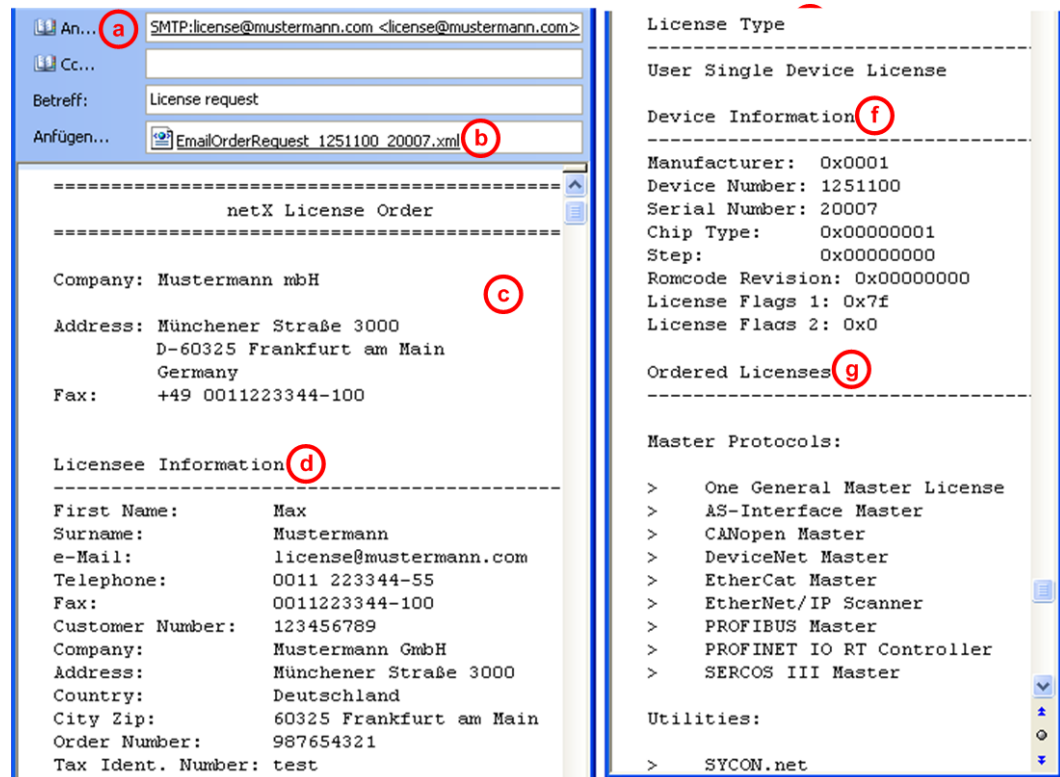 An... a SMTP:license@mustermann.com <license@mustermann.com>
Cc...
Betreff: License request
Anfügen... EmailOrderRequest_1251100_20007.xml b
==============================================
netX License Order
==============================================
Company: Mustermann mbH
c
Address: Münchener Straße 3000
D-60325 Frankfurt am Main
Germany
Fax: +49 0011223344-100
Licensee Information d
----------------------------------------------
First Name: Max
Surname: Mustermann
e-Mail: license@mustermann.com
Telephone: 0011 223344-55
Fax: 0011223344-100
Customer Number: 123456789
Company: Mustermann GmbH
Address: Münchener Straße 3000
Country: Deutschland
City Zip: 60325 Frankfurt am Main
Order Number: 987654321
Tax Ident. Number: test
License Type
----------------------------------
User Single Device License
Device Information f
----------------------------------
Manufacturer: 0x0001
Device Number: 1251100
Serial Number: 20007
Chip Type: 0x00000001
Step: 0x00000000
Romcode Revision: 0x00000000
License Flags 1: 0x7f
License Flags 2: 0x0
Ordered Licenses g
----------------------------------
Master Protocols:
> One General Master License
> AS-Interface Master
> CANopen Master
> DeviceNet Master
> EtherCat Master
> EtherNet/IP Scanner
> PROFIBUS Master
> PROFINET IO RT Controller
> SERCOS III Master
Utilities:
> SYCON.net